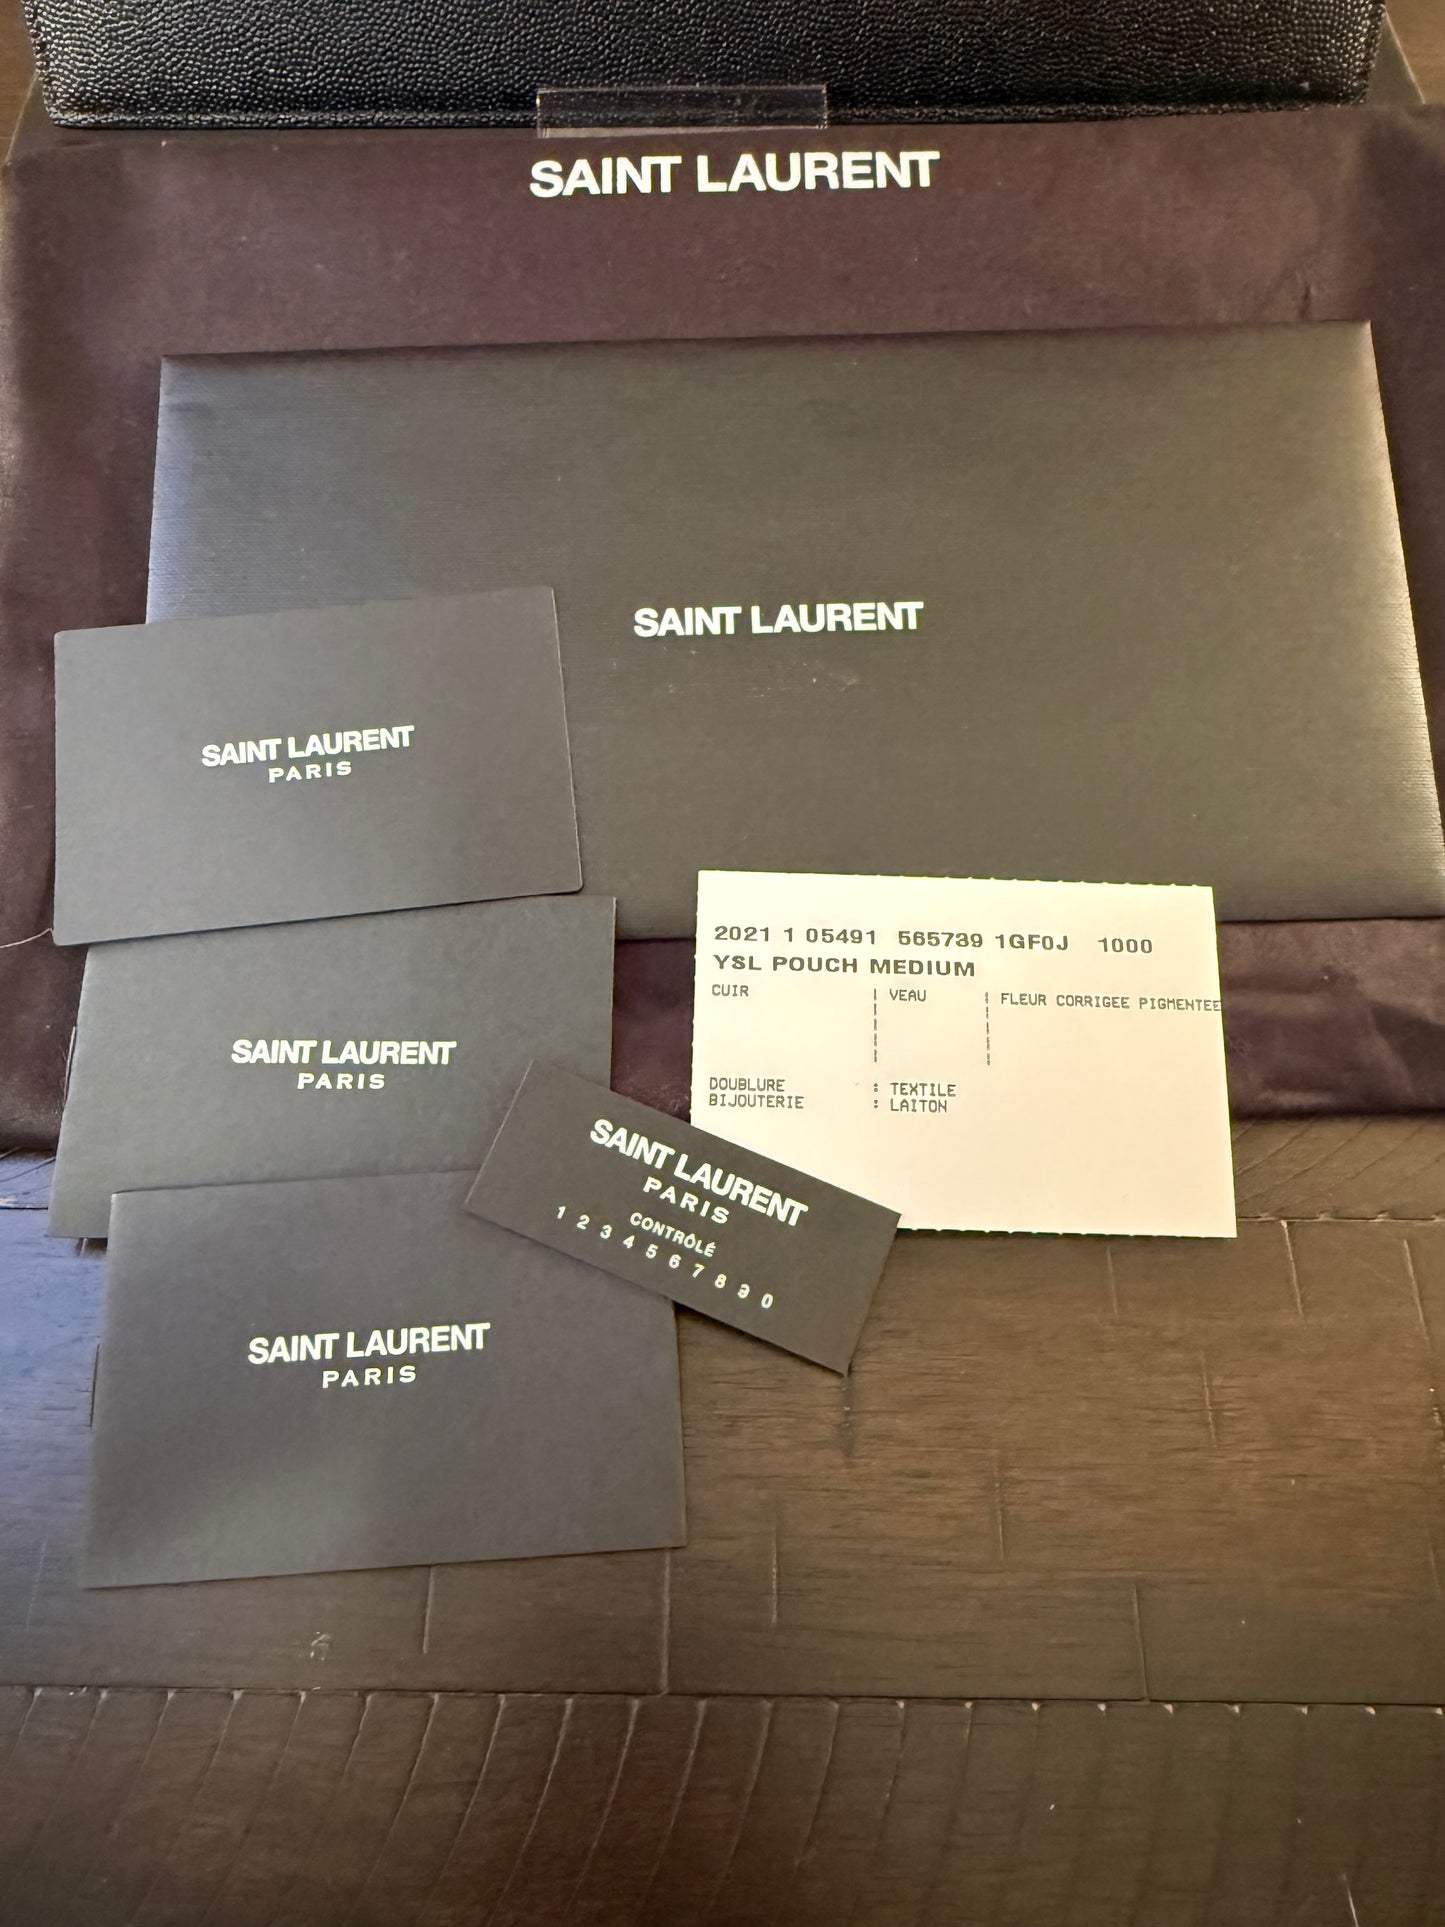 SAINT LAURENT
SAINT LAURENT
SAINT LAURENT
PARIS
SAINT LAURENT
PARIS
SAINT LAURENT
PARIS
SAINT LAURENT
PARIS
CONTRÔLÉ
1 2 3 4 5 6 7 8 9 0
2021 1 05491 565739 1GF0J 1000
YSL POUCH MEDIUM
CUIR | VEAU | FLEUR CORRIGEE PIGMENTEE
DOUBLURE : TEXTILE
BIJOUTERIE : LAITON